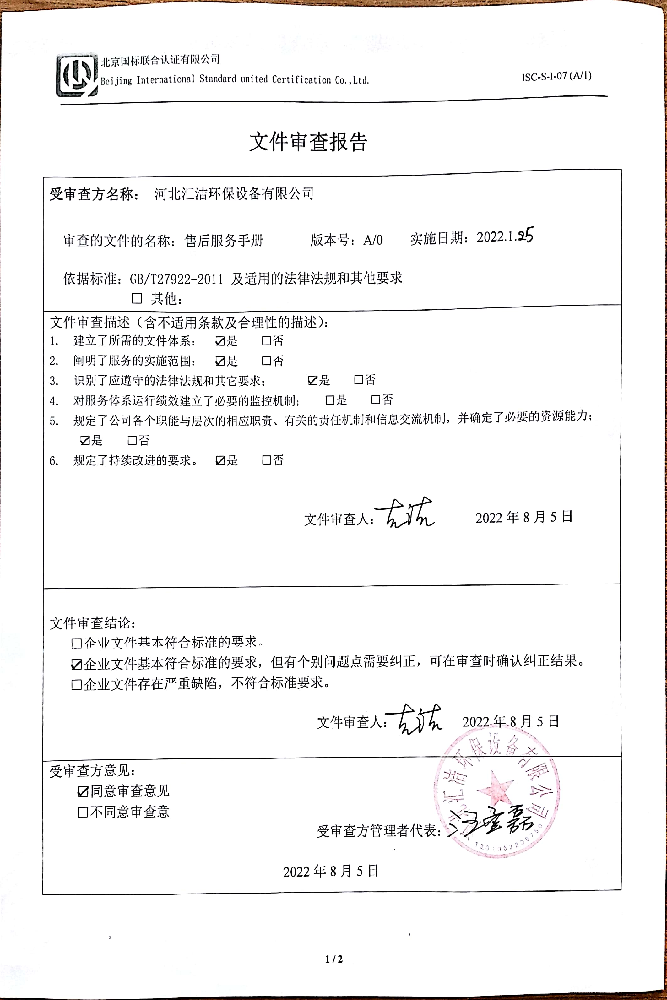 北京国标联合认证有限公司
Beijing International Standard united Certification Co.,Ltd.
ISC-S-I-07(A/1)
文件审查报告
受审查方名称： 河北汇洁环保设备有限公司
审查的文件的名称：售后服务手册 版本号：A/0 实施日期：2022.1.25
依据标准：GB/T27922-2011 及适用的法律法规和其他要求
□ 其他：
文件审查描述（含不适用条款及合理性的描述）：
1. 建立了所需的文件体系： ☑是 □否
2. 阐明了服务的实施范围： ☑是 □否
3. 识别了应遵守的法律法规和其它要求； ☑是 □否
4. 对服务体系运行绩效建立了必要的监控机制； □是 □否
5. 规定了公司各个职能与层次的相应职责、有关的责任机制和信息交流机制，并确定了必要的资源能力；
☑是 □否
6. 规定了持续改进的要求。 ☑是 □否
文件审查人： 2022 年 8 月 5 日
文件审查结论：
□企业文件基本符合标准的要求。
☑企业文件基本符合标准的要求，但有个别问题点需要纠正，可在审查时确认纠正结果。
□企业文件存在严重缺陷，不符合标准要求。
文件审查人： 2022 年 8 月 5 日
受审查方意见：
☑同意审查意见
□不同意审查意
汇洁环保设备有限公司
受审查方管理者代表：
2022 年 8 月 5 日
1 / 2